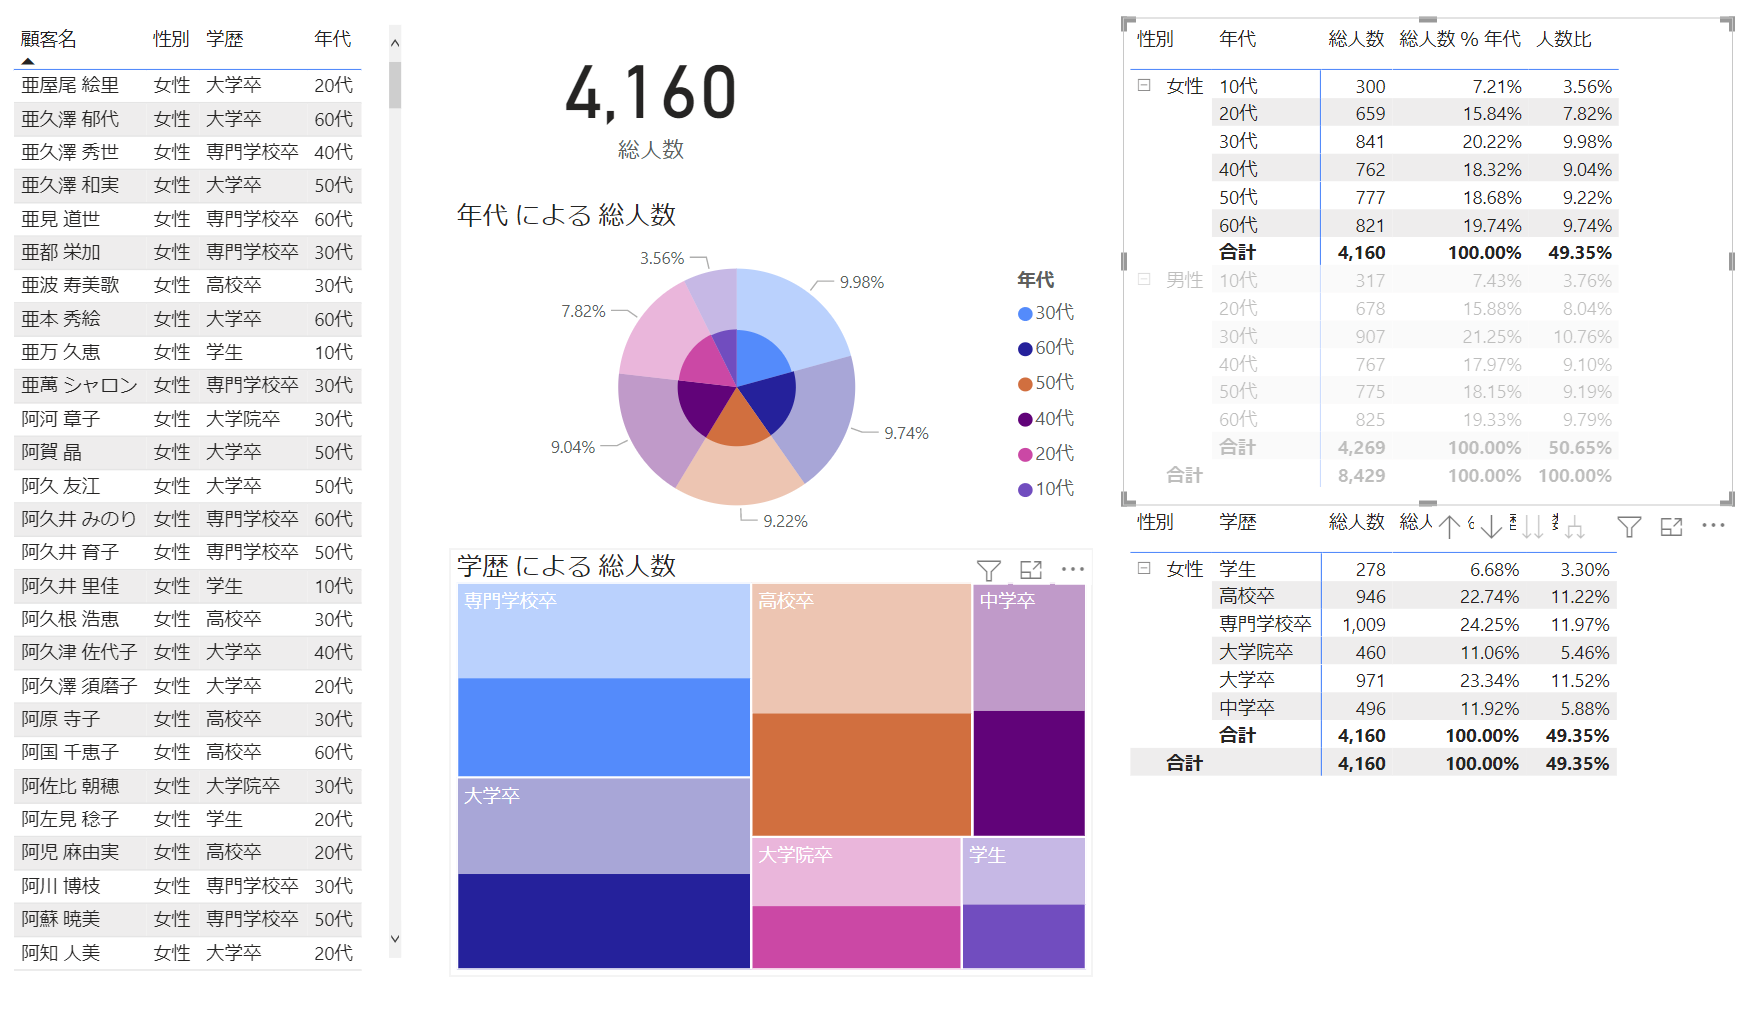 顧客名 性別 学歴 年代
亜屋尾 絵里 女性 大学卒 20代
亜久澤 郁代 女性 大学卒 60代
亜久澤 秀世 女性 専門学校卒 40代
亜久澤 和実 女性 大学卒 50代
亜見 道世 女性 専門学校卒 60代
亜都 栄加 女性 専門学校卒 30代
亜波 寿美歌 女性 高校卒 30代
亜本 秀絵 女性 大学卒 60代
亜万 久恵 女性 学生 10代
亜萬 シャロン 女性 専門学校卒 30代
阿河 章子 女性 大学院卒 30代
阿賀 晶 女性 大学卒 50代
阿久 友江 女性 大学卒 50代
阿久井 みのり 女性 専門学校卒 60代
阿久井 育子 女性 専門学校卒 50代
阿久井 里佳 女性 学生 10代
阿久根 浩恵 女性 高校卒 30代
阿久津 佐代子 女性 大学卒 40代
阿久澤 須磨子 女性 大学卒 20代
阿原 寺子 女性 高校卒 30代
阿国 千恵子 女性 高校卒 60代
阿佐比 朝穂 女性 大学院卒 30代
阿左見 稔子 女性 学生 20代
阿児 麻由実 女性 高校卒 20代
阿川 博枝 女性 専門学校卒 30代
阿蘇 暁美 女性 専門学校卒 50代
阿知 人美 女性 大学卒 20代
4,160
総人数
年代 による 総人数
3.56%
9.98%
7.82%
9.04%
9.74%
9.22%
年代
30代
60代
50代
40代
20代
10代
学歴 による 総人数
専門学校卒
高校卒
中学卒
大学卒
大学院卒
学生
性別 年代 総人数 総人数 % 年代 人数比
女性 10代 300 7.21% 3.56%
20代 659 15.84% 7.82%
30代 841 20.22% 9.98%
40代 762 18.32% 9.04%
50代 777 18.68% 9.22%
60代 821 19.74% 9.74%
合計 4,160 100.00% 49.35%
男性 10代 317 7.43% 3.76%
20代 678 15.88% 8.04%
30代 907 21.25% 10.76%
40代 767 17.97% 9.10%
50代 775 18.15% 9.19%
60代 825 19.33% 9.79%
合計 4,269 100.00% 50.65%
合計 8,429 100.00% 100.00%
性別 学歴 総人数 総人
女性 学生 278 6.68% 3.30%
高校卒 946 22.74% 11.22%
専門学校卒 1,009 24.25% 11.97%
大学院卒 460 11.06% 5.46%
大学卒 971 23.34% 11.52%
中学卒 496 11.92% 5.88%
合計 4,160 100.00% 49.35%
合計 4,160 100.00% 49.35%